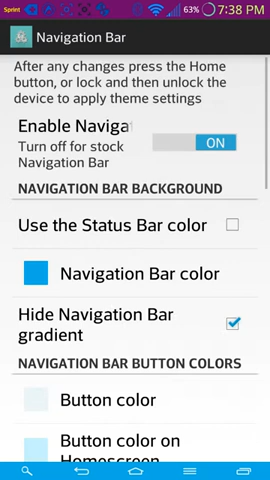 Sprint
63%
7:38 PM
Navigation Bar
After any changes press the Home
button, or lock and then unlock the
device to apply theme settings
Enable Naviga
Turn off for stock
Navigation Bar
ON
NAVIGATION BAR BACKGROUND
Use the Status Bar color
Navigation Bar color
Hide Navigation Bar
gradient
NAVIGATION BAR BUTTON COLORS
Button color
Button color on
Homescreen